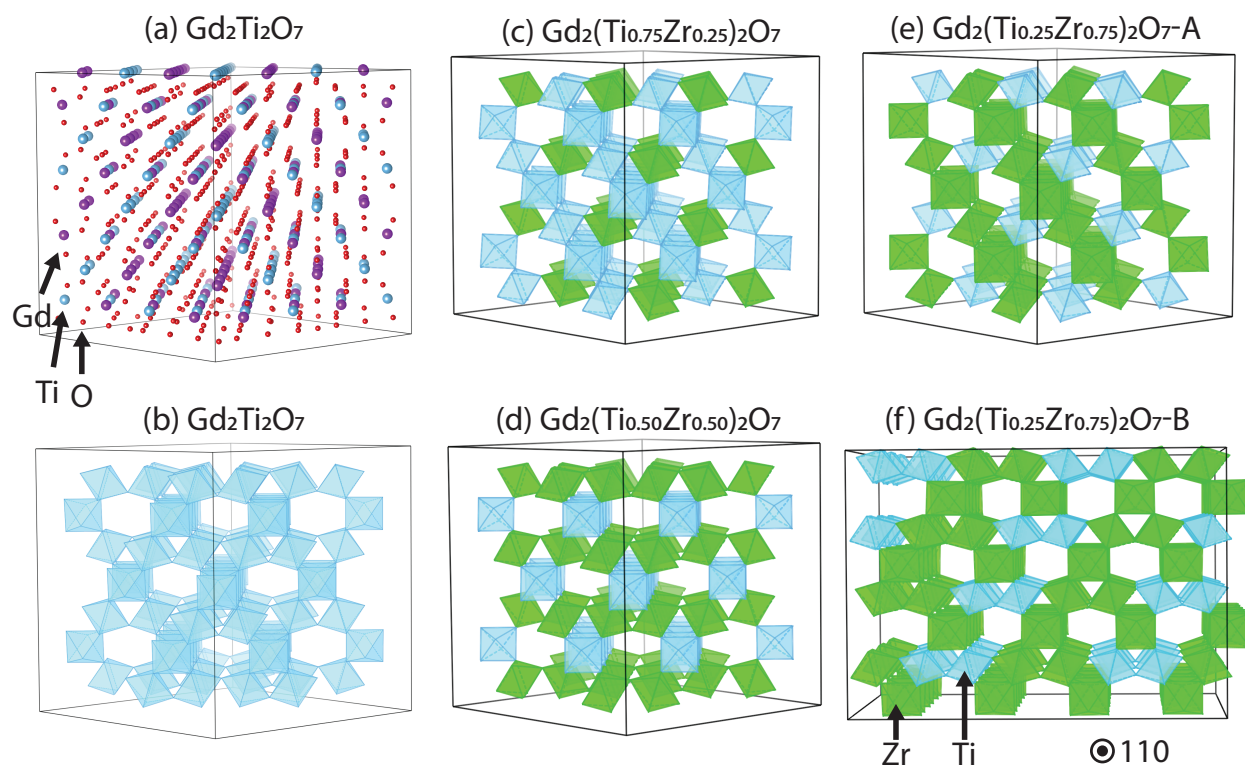 (a) Gd₂Ti₂O₇
Gd
Ti
O
(b) Gd₂Ti₂O₇
(c) Gd₂(Ti₀.₇₅Zr₀.₂₅)₂O₇
(d) Gd₂(Ti₀.₅₀Zr₀.₅₀)₂O₇
(e) Gd₂(Ti₀.₂₅Zr₀.₇₅)₂O₇-A
(f) Gd₂(Ti₀.₂₅Zr₀.₇₅)₂O₇-B
Zr
Ti
110